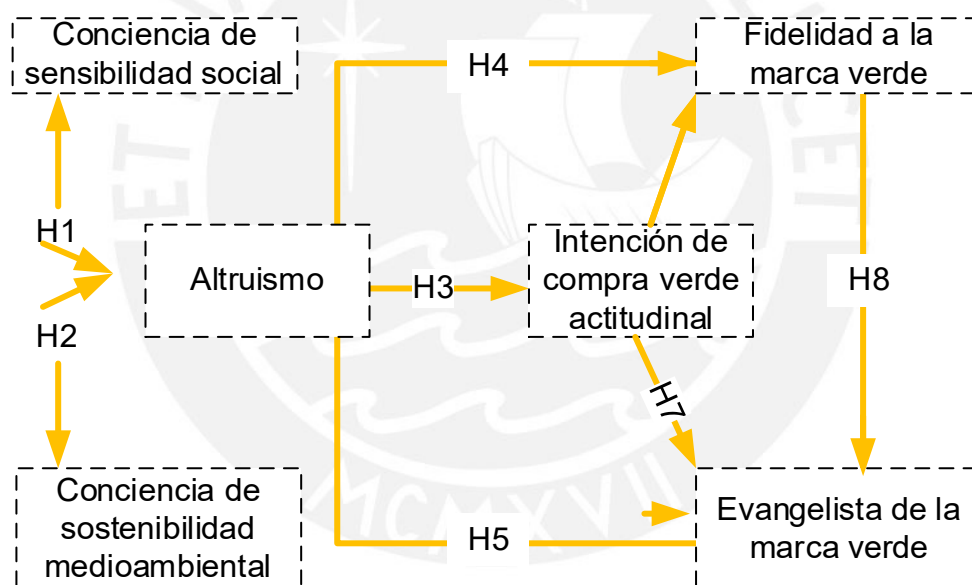 Conciencia de
sensibilidad social
Fidelidad a la
marca verde
H4
H1
Altruismo
H3
Intención de
compra verde
actitudinal
H8
H2
H7
Conciencia de
sostenibilidad
medioambiental
H5
Evangelista de la
marca verde
MCMXVII